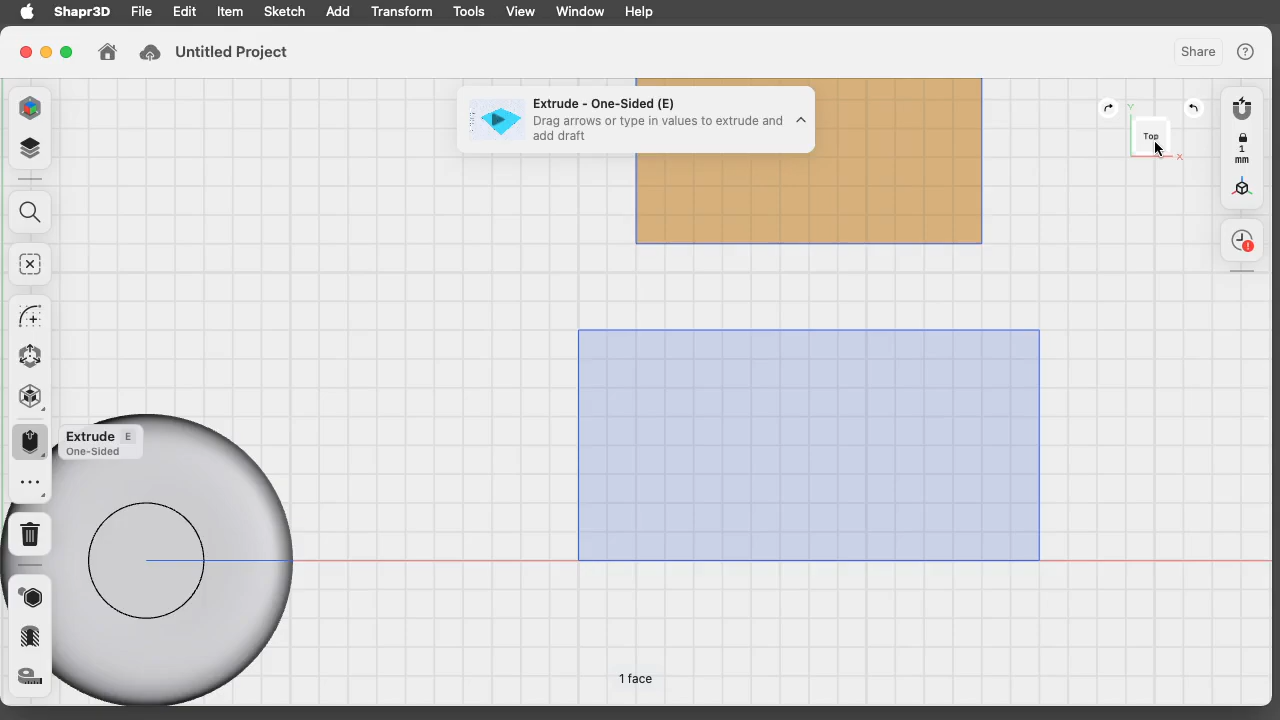 Shapr3D File Edit Item Sketch Add Transform Tools View Window Help
Untitled Project
Share
?
Extrude - One-Sided (E)
Drag arrows or type in values to extrude and
add draft
Y
Top
X
1
mm
!
Extrude E
One-Sided
1 face